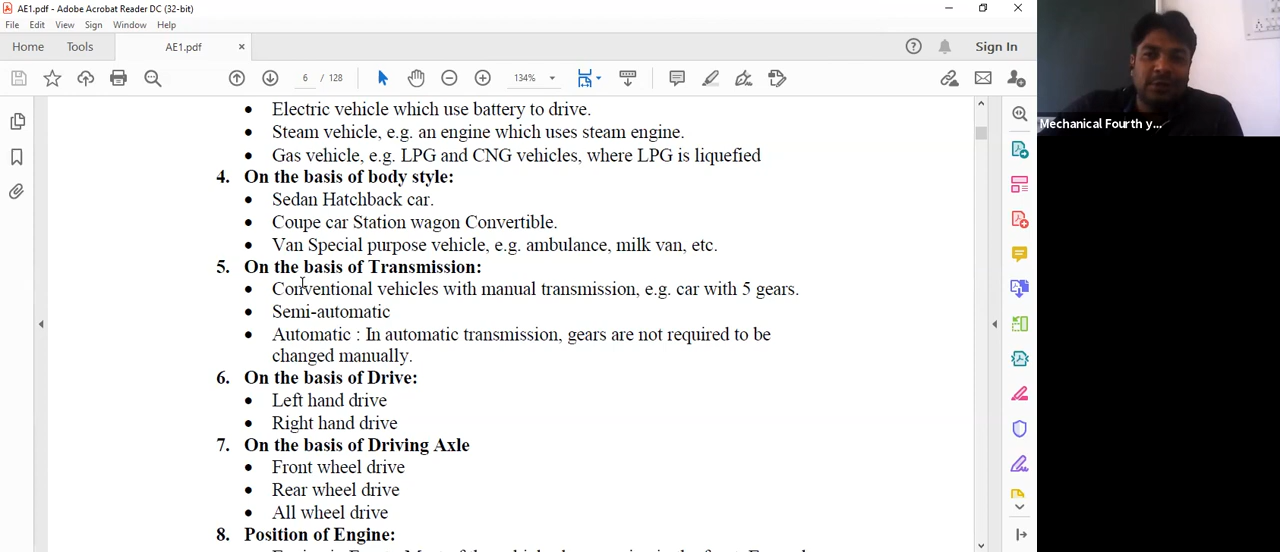 AE1.pdf - Adobe Acrobat Reader DC (32-bit)
File Edit View Sign Window Help
Home Tools AE1.pdf × Sign In
6 / 128 134%
• Electric vehicle which use battery to drive.
• Steam vehicle, e.g. an engine which uses steam engine.
• Gas vehicle, e.g. LPG and CNG vehicles, where LPG is liquefied
4. On the basis of body style:
• Sedan Hatchback car.
• Coupe car Station wagon Convertible.
• Van Special purpose vehicle, e.g. ambulance, milk van, etc.
5. On the basis of Transmission:
• Conventional vehicles with manual transmission, e.g. car with 5 gears.
• Semi-automatic
• Automatic : In automatic transmission, gears are not required to be
changed manually.
6. On the basis of Drive:
• Left hand drive
• Right hand drive
7. On the basis of Driving Axle
• Front wheel drive
• Rear wheel drive
• All wheel drive
8. Position of Engine:
Mechanical Fourth y...